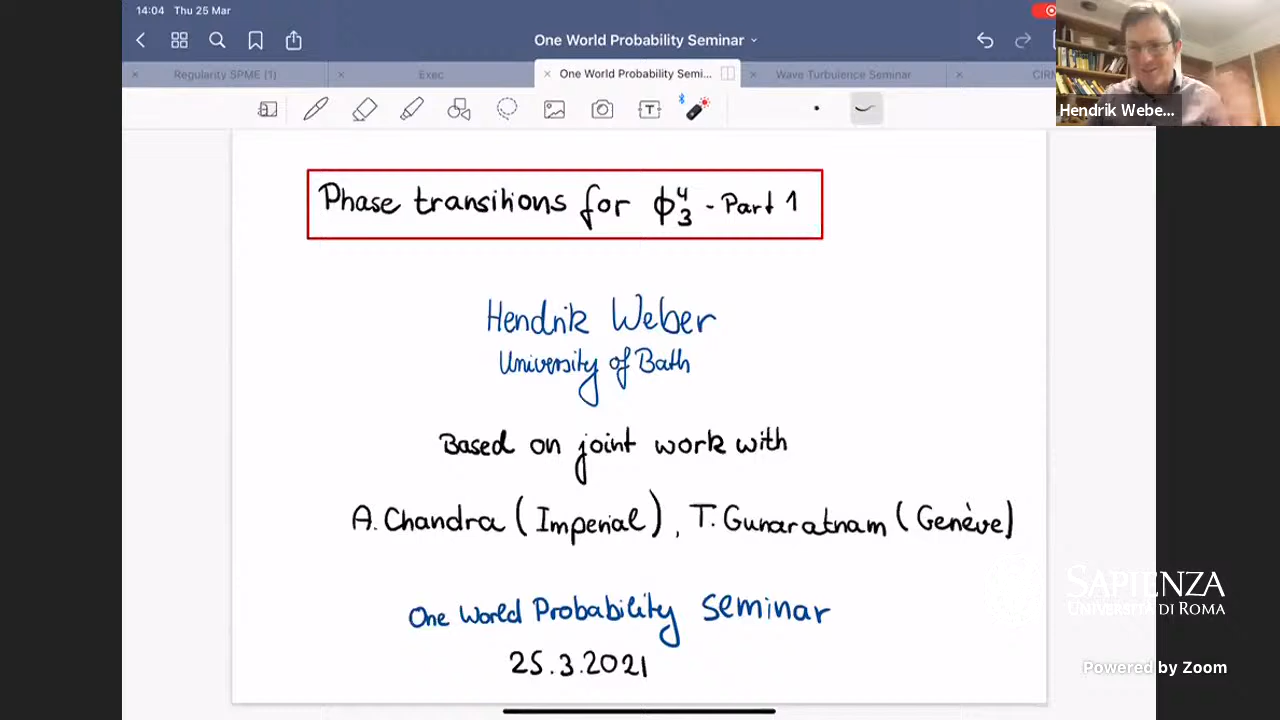 14:04 Thu 25 Mar
One World Probability Seminar
Regularity SPME (1)
Exec
One World Probability Semi...
Wave Turbulence Seminar
CIRM
T
Hendrik Webe...
Phase transitions for ϕ⁴₃ - Part 1
Hendrik Weber
University of Bath
Based on joint work with
A. Chandra (Imperial), T. Gunaratnam (Genève)
One World Probability Seminar
25.3.2021
SAPIENZA
UNIVERSITÀ DI ROMA
Powered by Zoom